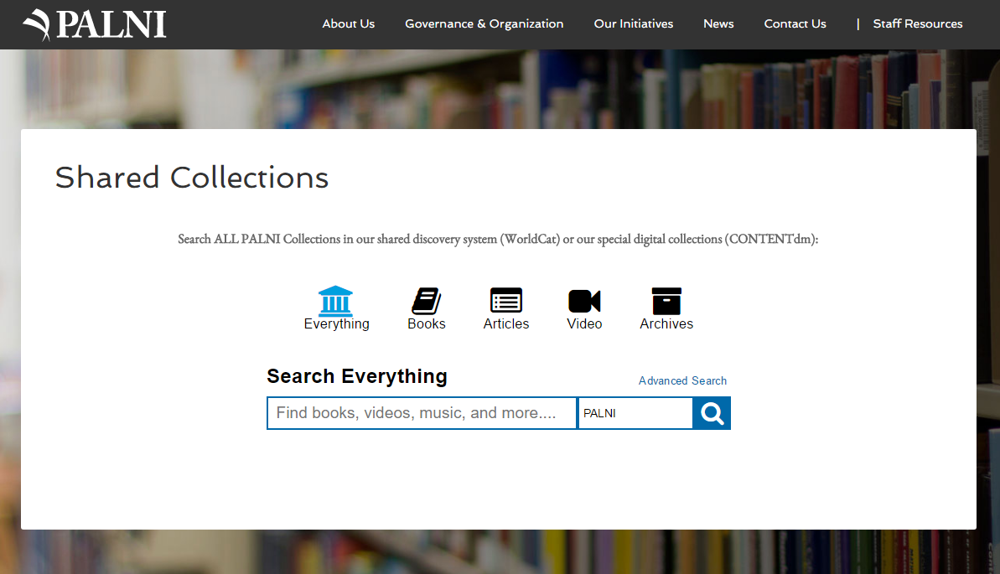 PALNI
About Us Governance & Organization Our Initiatives News Contact Us | Staff Resources
Shared Collections
Search ALL PALNI Collections in our shared discovery system (WorldCat) or our special digital collections (CONTENTdm):
Everything Books Articles Video Archives
Search Everything Advanced Search
Find books, videos, music, and more.... PALNI